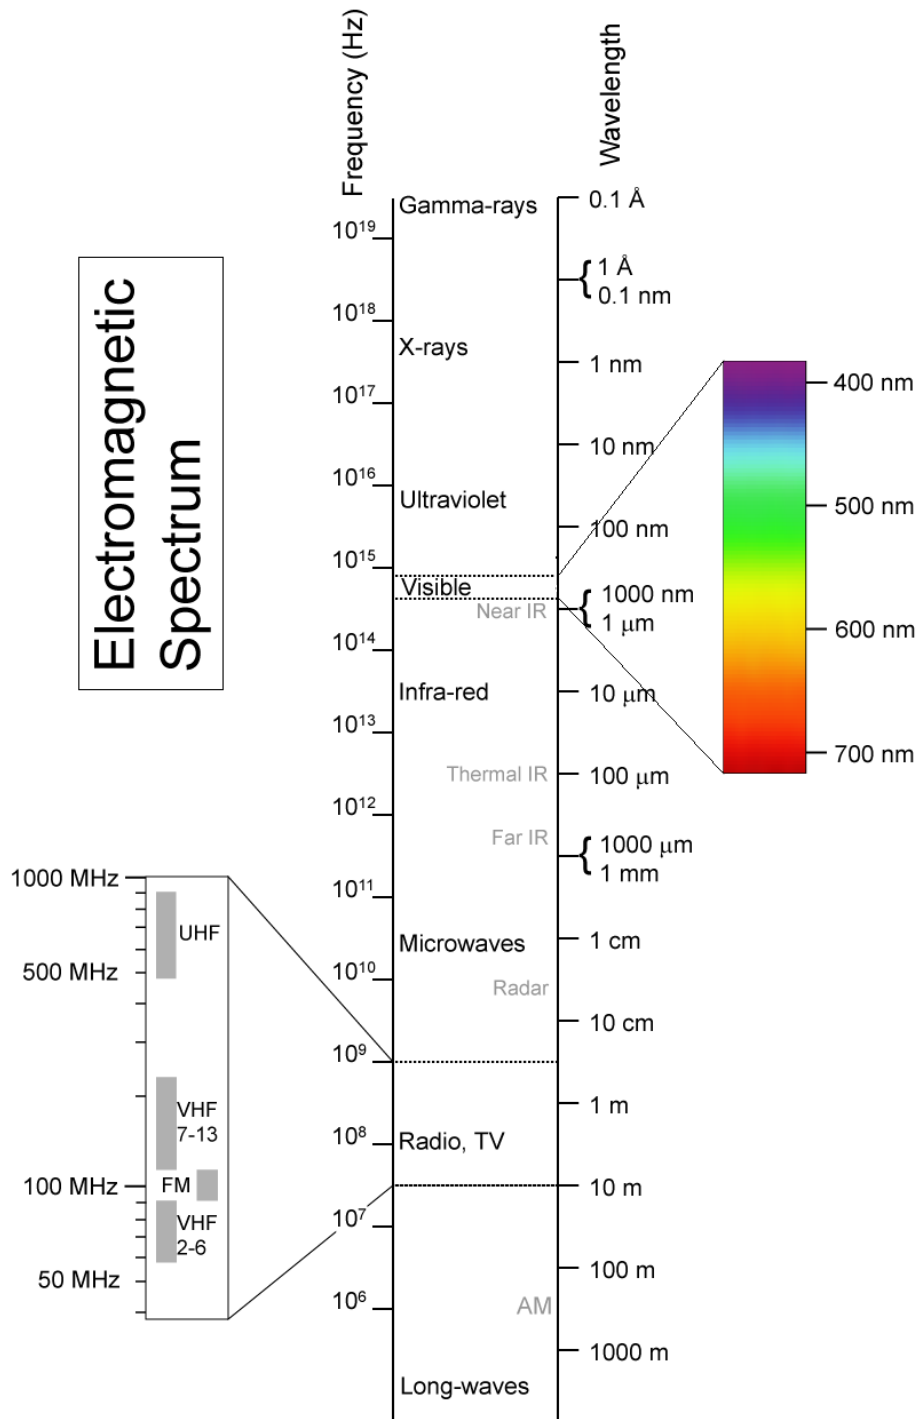 Electromagnetic
Spectrum
Frequency (Hz)
Wavelength
Gamma-rays
X-rays
Ultraviolet
Visible
Near IR
Infra-red
Thermal IR
Far IR
Microwaves
Radar
Radio, TV
AM
Long-waves
10¹⁹
10¹⁸
10¹⁷
10¹⁶
10¹⁵
10¹⁴
10¹³
10¹²
10¹¹
10¹⁰
10⁹
10⁸
10⁷
10⁶
0.1 Å
{ 1 Å
0.1 nm
1 nm
10 nm
100 nm
{ 1000 nm
1 μm
10 μm
100 μm
{ 1000 μm
1 mm
1 cm
10 cm
1 m
10 m
100 m
1000 m
400 nm
500 nm
600 nm
700 nm
1000 MHz
500 MHz
100 MHz
50 MHz
UHF
VHF
7-13
FM
VHF
2-6